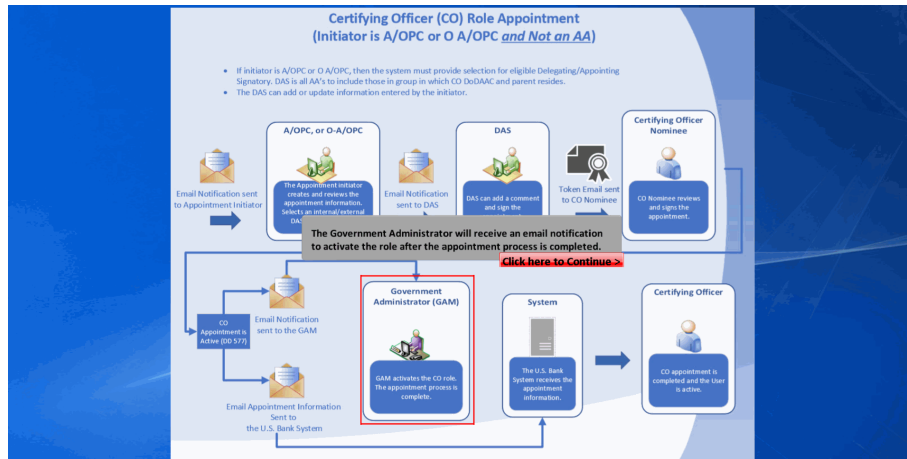 Certifying Officer (CO) Role Appointment
(Initiator is A/OPC or O A/OPC and Not an AA)
• If initiator is A/OPC or O A/OPC, then the system must provide selection for eligible Delegating/Appointing
Signatory. DAS is all AA's to include those in group in which CO DoDAAC and parent resides.
• The DAS can add or update information entered by the initiator.
A/OPC, or O-A/OPC
The Appointment initiator
creates and reviews the
appointment information.
Selects an internal/external
DAS
DAS
DAS can add a comment
and sign the
Certifying Officer
Nominee
CO Nominee reviews
and signs the
appointment.
Email Notification sent
to Appointment Initiator
Email Notification
sent to DAS
Token Email sent
to CO Nominee
The Government Administrator will receive an email notification
to activate the role after the appointment process is completed.
Click here to Continue >
CO
Appointment is
Active (DD 577)
Email Notification
sent to the GAM
Email Appointment Information
Sent to
the U.S. Bank System
Government
Administrator (GAM)
GAM activates the CO role.
The appointment process is
complete.
System
The U.S. Bank
System receives the
appointment
information.
Certifying Officer
CO appointment is
completed and the User
is active.